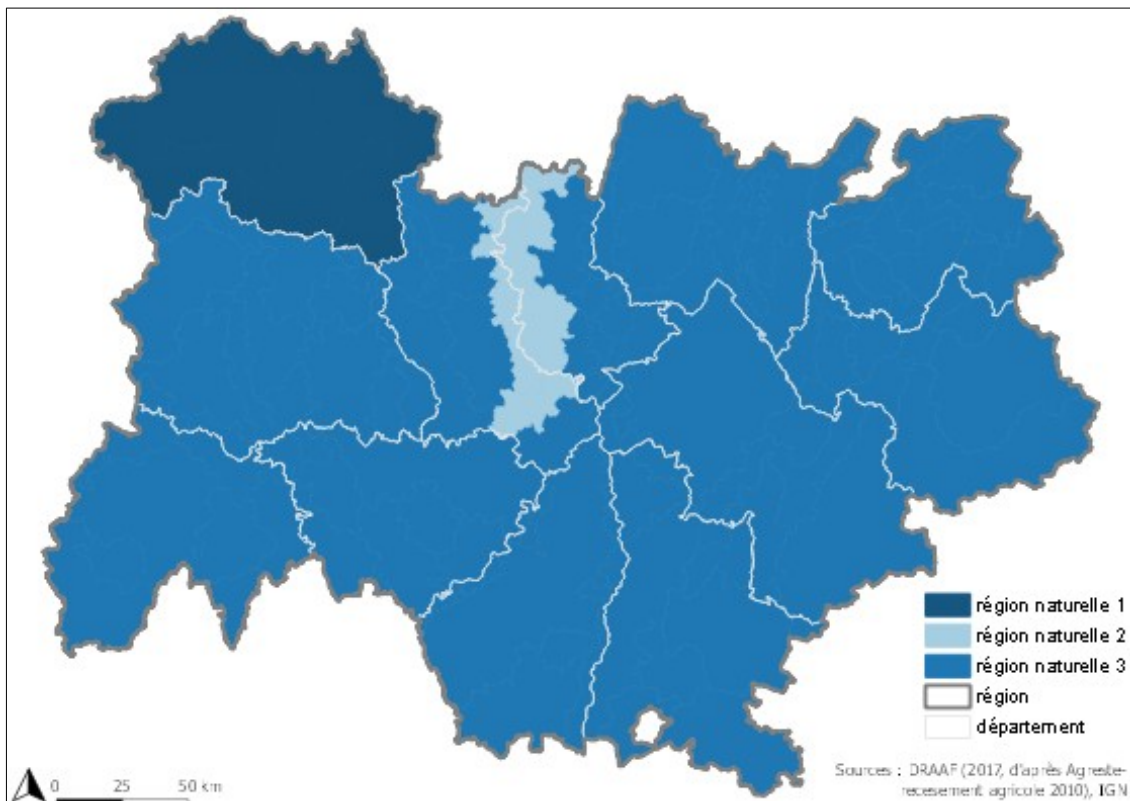 région naturelle 1
région naturelle 2
région naturelle 3
région
département
0 25 50 km
Sources : DRAAF (2017, d'après Agreste-
recesement agricole 2010), IGN